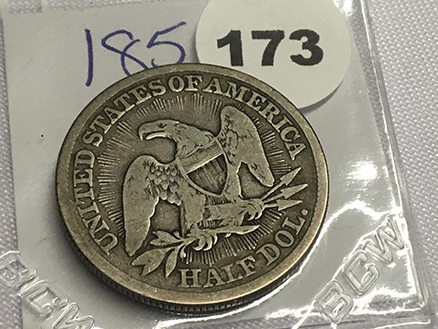 185
173
UNITED STATES OF AMERICA
HALF DOL.
BCW
BCW